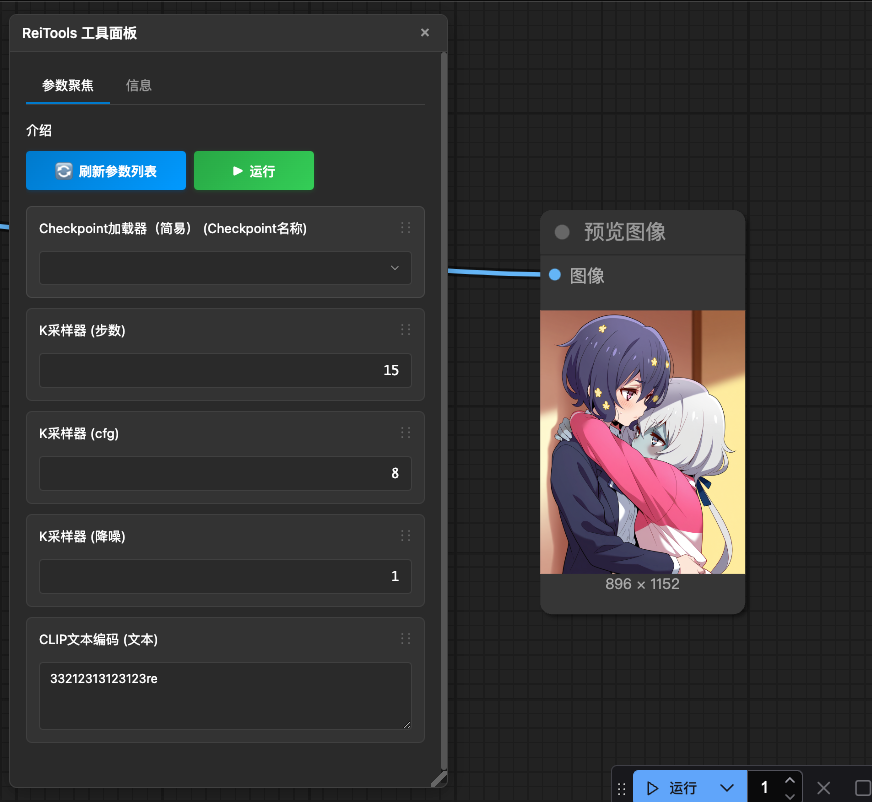 ReiTools 工具面板
参数聚焦
信息
介绍
刷新参数列表
运行
Checkpoint加载器（简易） (Checkpoint名称)
K采样器 (步数)
15
K采样器 (cfg)
8
K采样器 (降噪)
1
CLIP文本编码 (文本)
33212313123123re
预览图像
图像
896 × 1152
运行
1